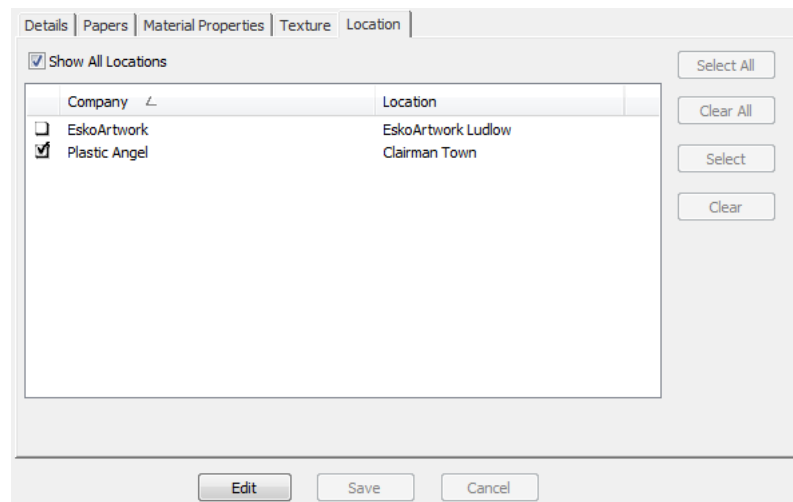 Details Papers Material Properties Texture Location
Show All Locations
Select All
Company Location
Clear All
EskoArtwork EskoArtwork Ludlow
Plastic Angel Clairman Town
Select
Clear
Edit Save Cancel